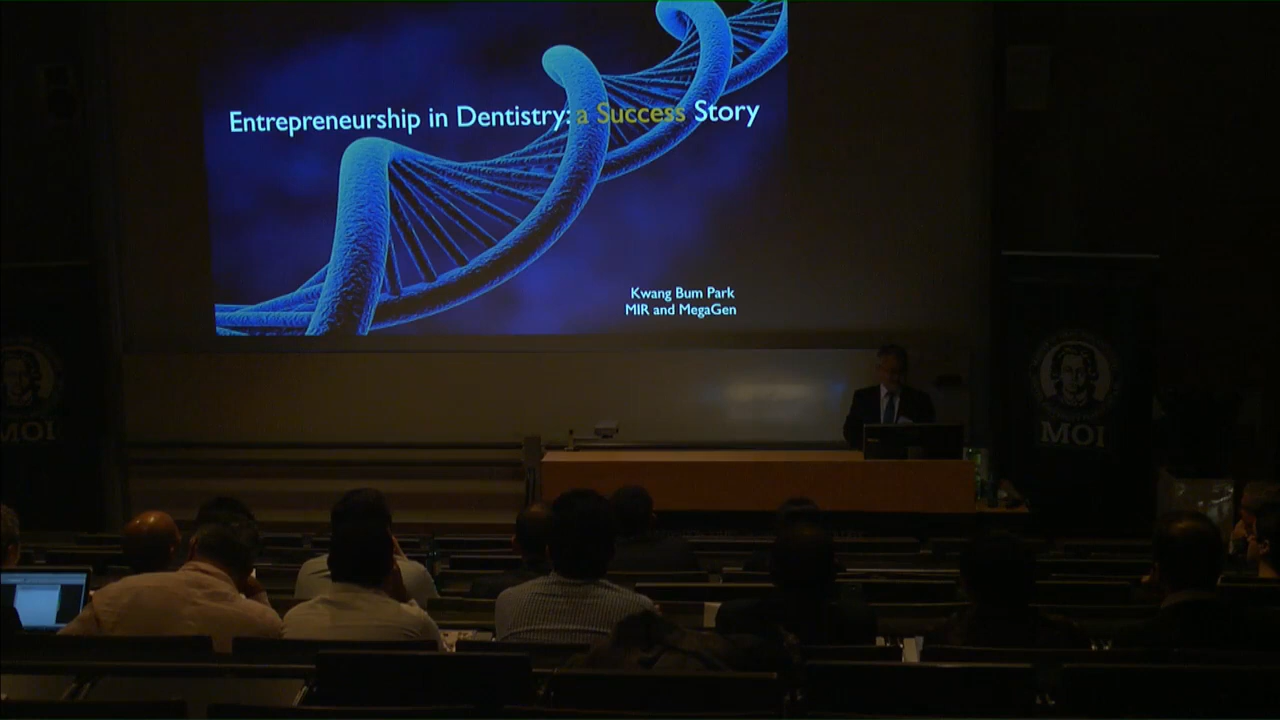 Entrepreneurship in Dentistry: a Success Story
Kwang Bum Park
MIR and MegaGen
MOI
MOI